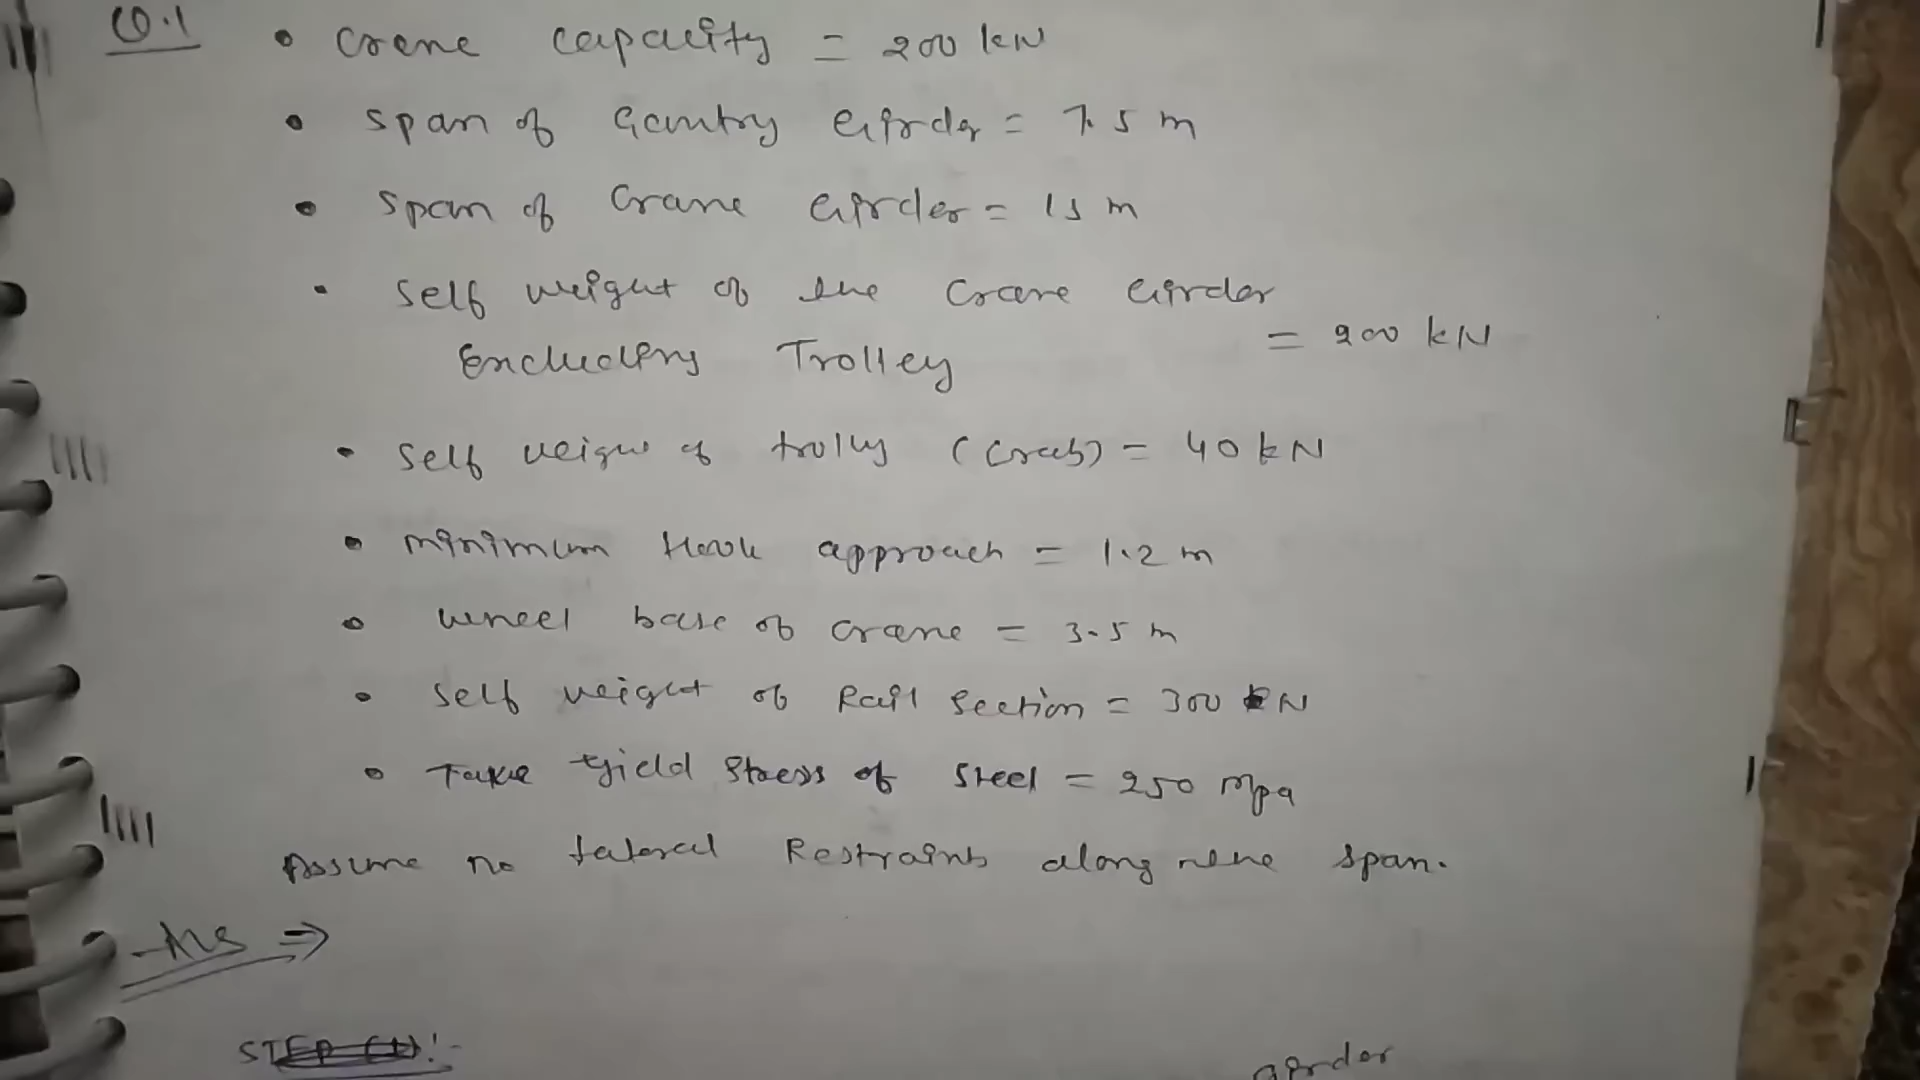 Q.1 • Crane capacity = 200 kN
• Span of Gantry Girder = 7.5 m
• Span of Crane Girder = 15 m
• Self weight of the Crane Girder
Excluding Trolley = 200 kN
• Self weight of trolly (Crab) = 40 kN
• minimum Hook approach = 1.2 m
• wheel base of crane = 3.5 m
• Self weight of Rail Section = 300 N
• Take yield Stress of Steel = 250 mpa
Assume no lateral Restraints along the span.
Ans ⇒
STEP (1):-
girder